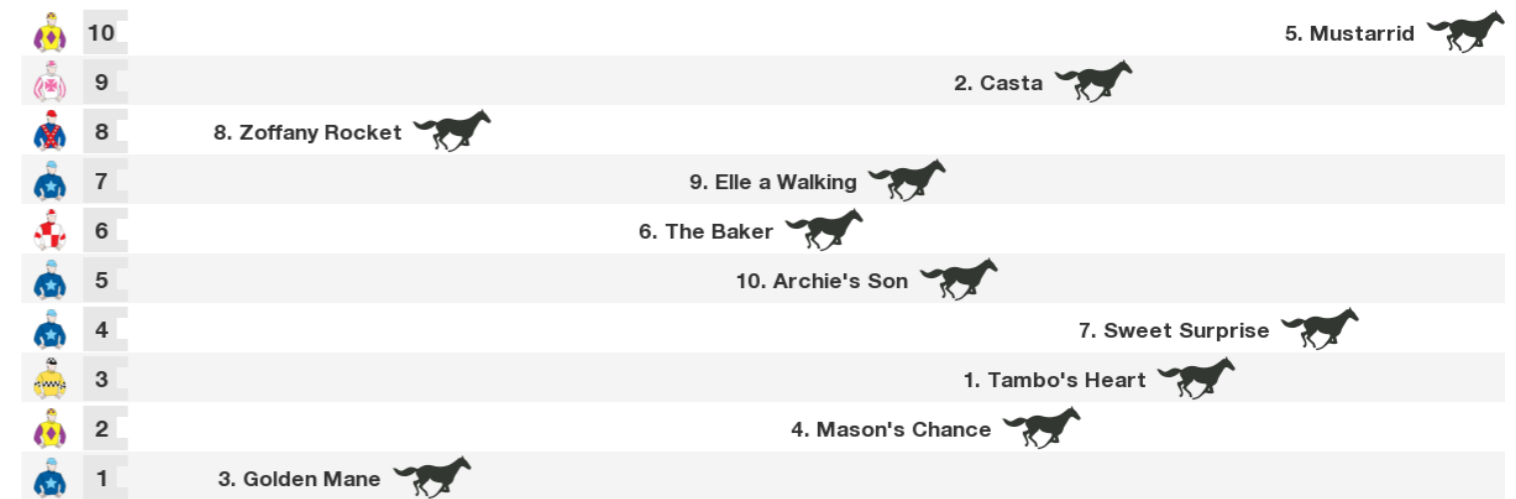 10 5. Mustarrid
9 2. Casta
8 8. Zoffany Rocket
7 9. Elle a Walking
6 6. The Baker
5 10. Archie's Son
4 7. Sweet Surprise
3 1. Tambo's Heart
2 4. Mason's Chance
1 3. Golden Mane